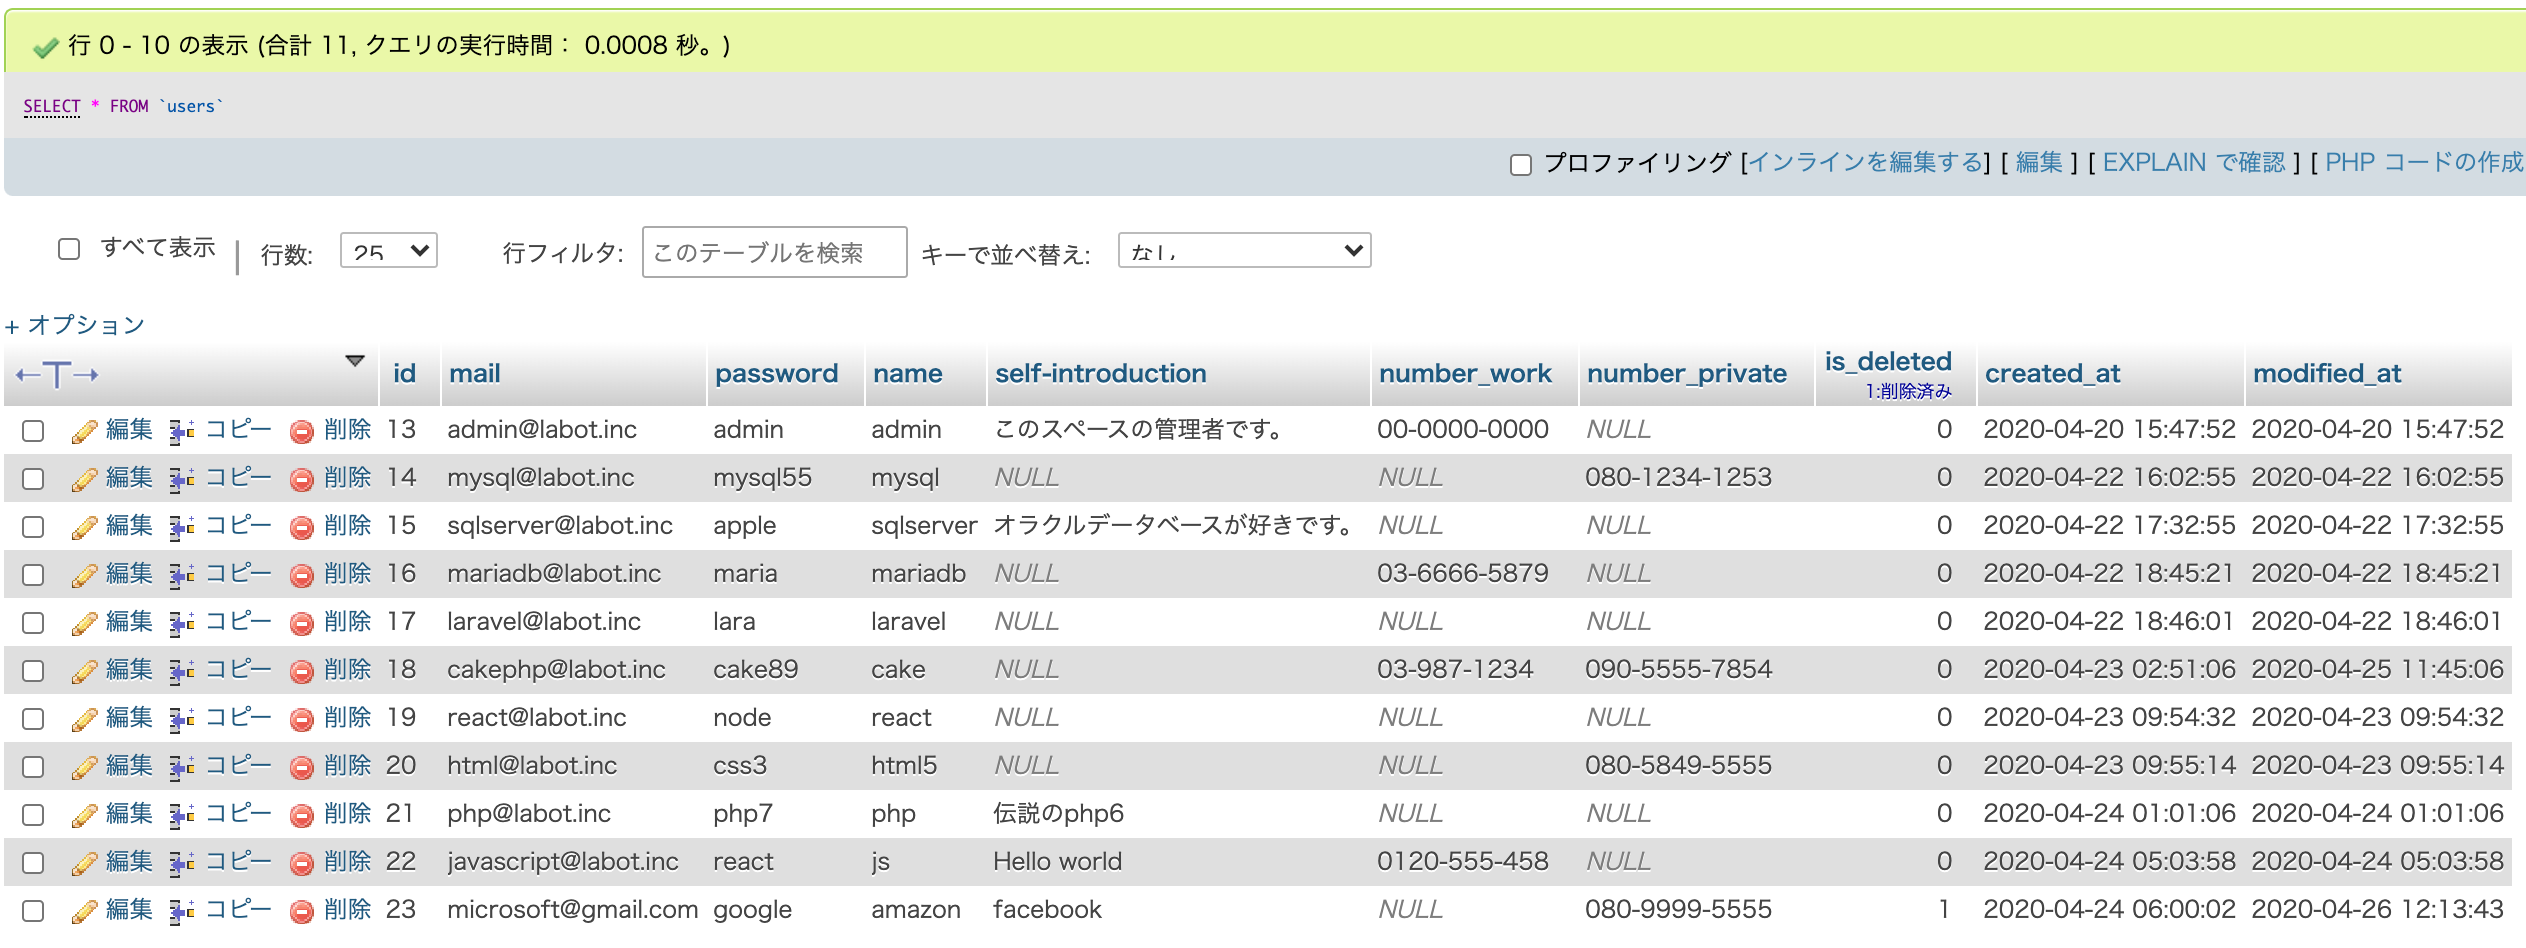 行 0 - 10 の表示 (合計 11, クエリの実行時間： 0.0008 秒。)
SELECT * FROM `users`
プロファイリング [インラインを編集する] [ 編集 ] [ EXPLAIN で確認 ] [ PHP コードの作成
すべて表示 | 行数: 25 行フィルタ: このテーブルを検索 キーで並べ替え: なし
+ オプション
←T→ id mail password name self-introduction number_work number_private is_deleted created_at modified_at
1:削除済み
編集 コピー 削除 13 admin@labot.inc admin admin このスペースの管理者です。 00-0000-0000 NULL 0 2020-04-20 15:47:52 2020-04-20 15:47:52
編集 コピー 削除 14 mysql@labot.inc mysql55 mysql NULL NULL 080-1234-1253 0 2020-04-22 16:02:55 2020-04-22 16:02:55
編集 コピー 削除 15 sqlserver@labot.inc apple sqlserver オラクルデータベースが好きです。 NULL NULL 0 2020-04-22 17:32:55 2020-04-22 17:32:55
編集 コピー 削除 16 mariadb@labot.inc maria mariadb NULL 03-6666-5879 NULL 0 2020-04-22 18:45:21 2020-04-22 18:45:21
編集 コピー 削除 17 laravel@labot.inc lara laravel NULL NULL NULL 0 2020-04-22 18:46:01 2020-04-22 18:46:01
編集 コピー 削除 18 cakephp@labot.inc cake89 cake NULL 03-987-1234 090-5555-7854 0 2020-04-23 02:51:06 2020-04-25 11:45:06
編集 コピー 削除 19 react@labot.inc node react NULL NULL NULL 0 2020-04-23 09:54:32 2020-04-23 09:54:32
編集 コピー 削除 20 html@labot.inc css3 html5 NULL NULL 080-5849-5555 0 2020-04-23 09:55:14 2020-04-23 09:55:14
編集 コピー 削除 21 php@labot.inc php7 php 伝説のphp6 NULL NULL 0 2020-04-24 01:01:06 2020-04-24 01:01:06
編集 コピー 削除 22 javascript@labot.inc react js Hello world 0120-555-458 NULL 0 2020-04-24 05:03:58 2020-04-24 05:03:58
編集 コピー 削除 23 microsoft@gmail.com google amazon facebook NULL 080-9999-5555 1 2020-04-24 06:00:02 2020-04-26 12:13:43